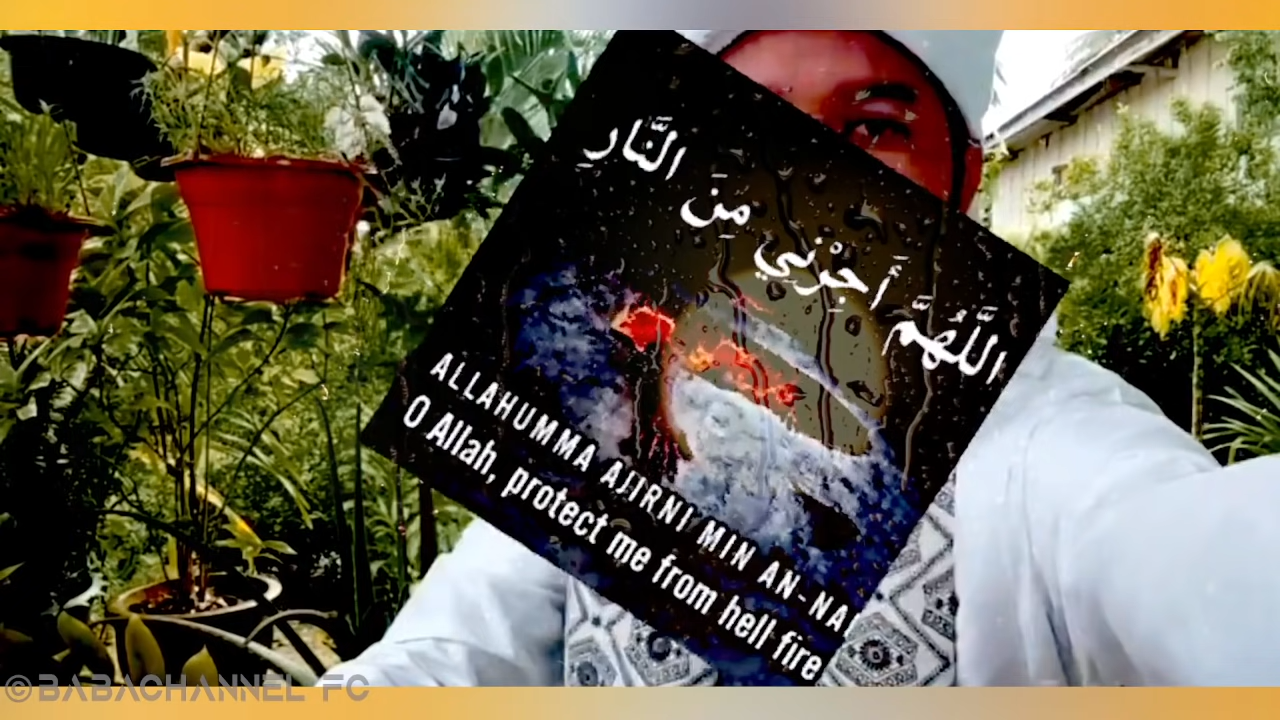 اللَّهُمَّ أَجِرْنِي مِنَ النَّارِ
ALLAHUMMA AJIRNI MIN AN-NA
O Allah, protect me from hell fire
©BABACHANNEL FC